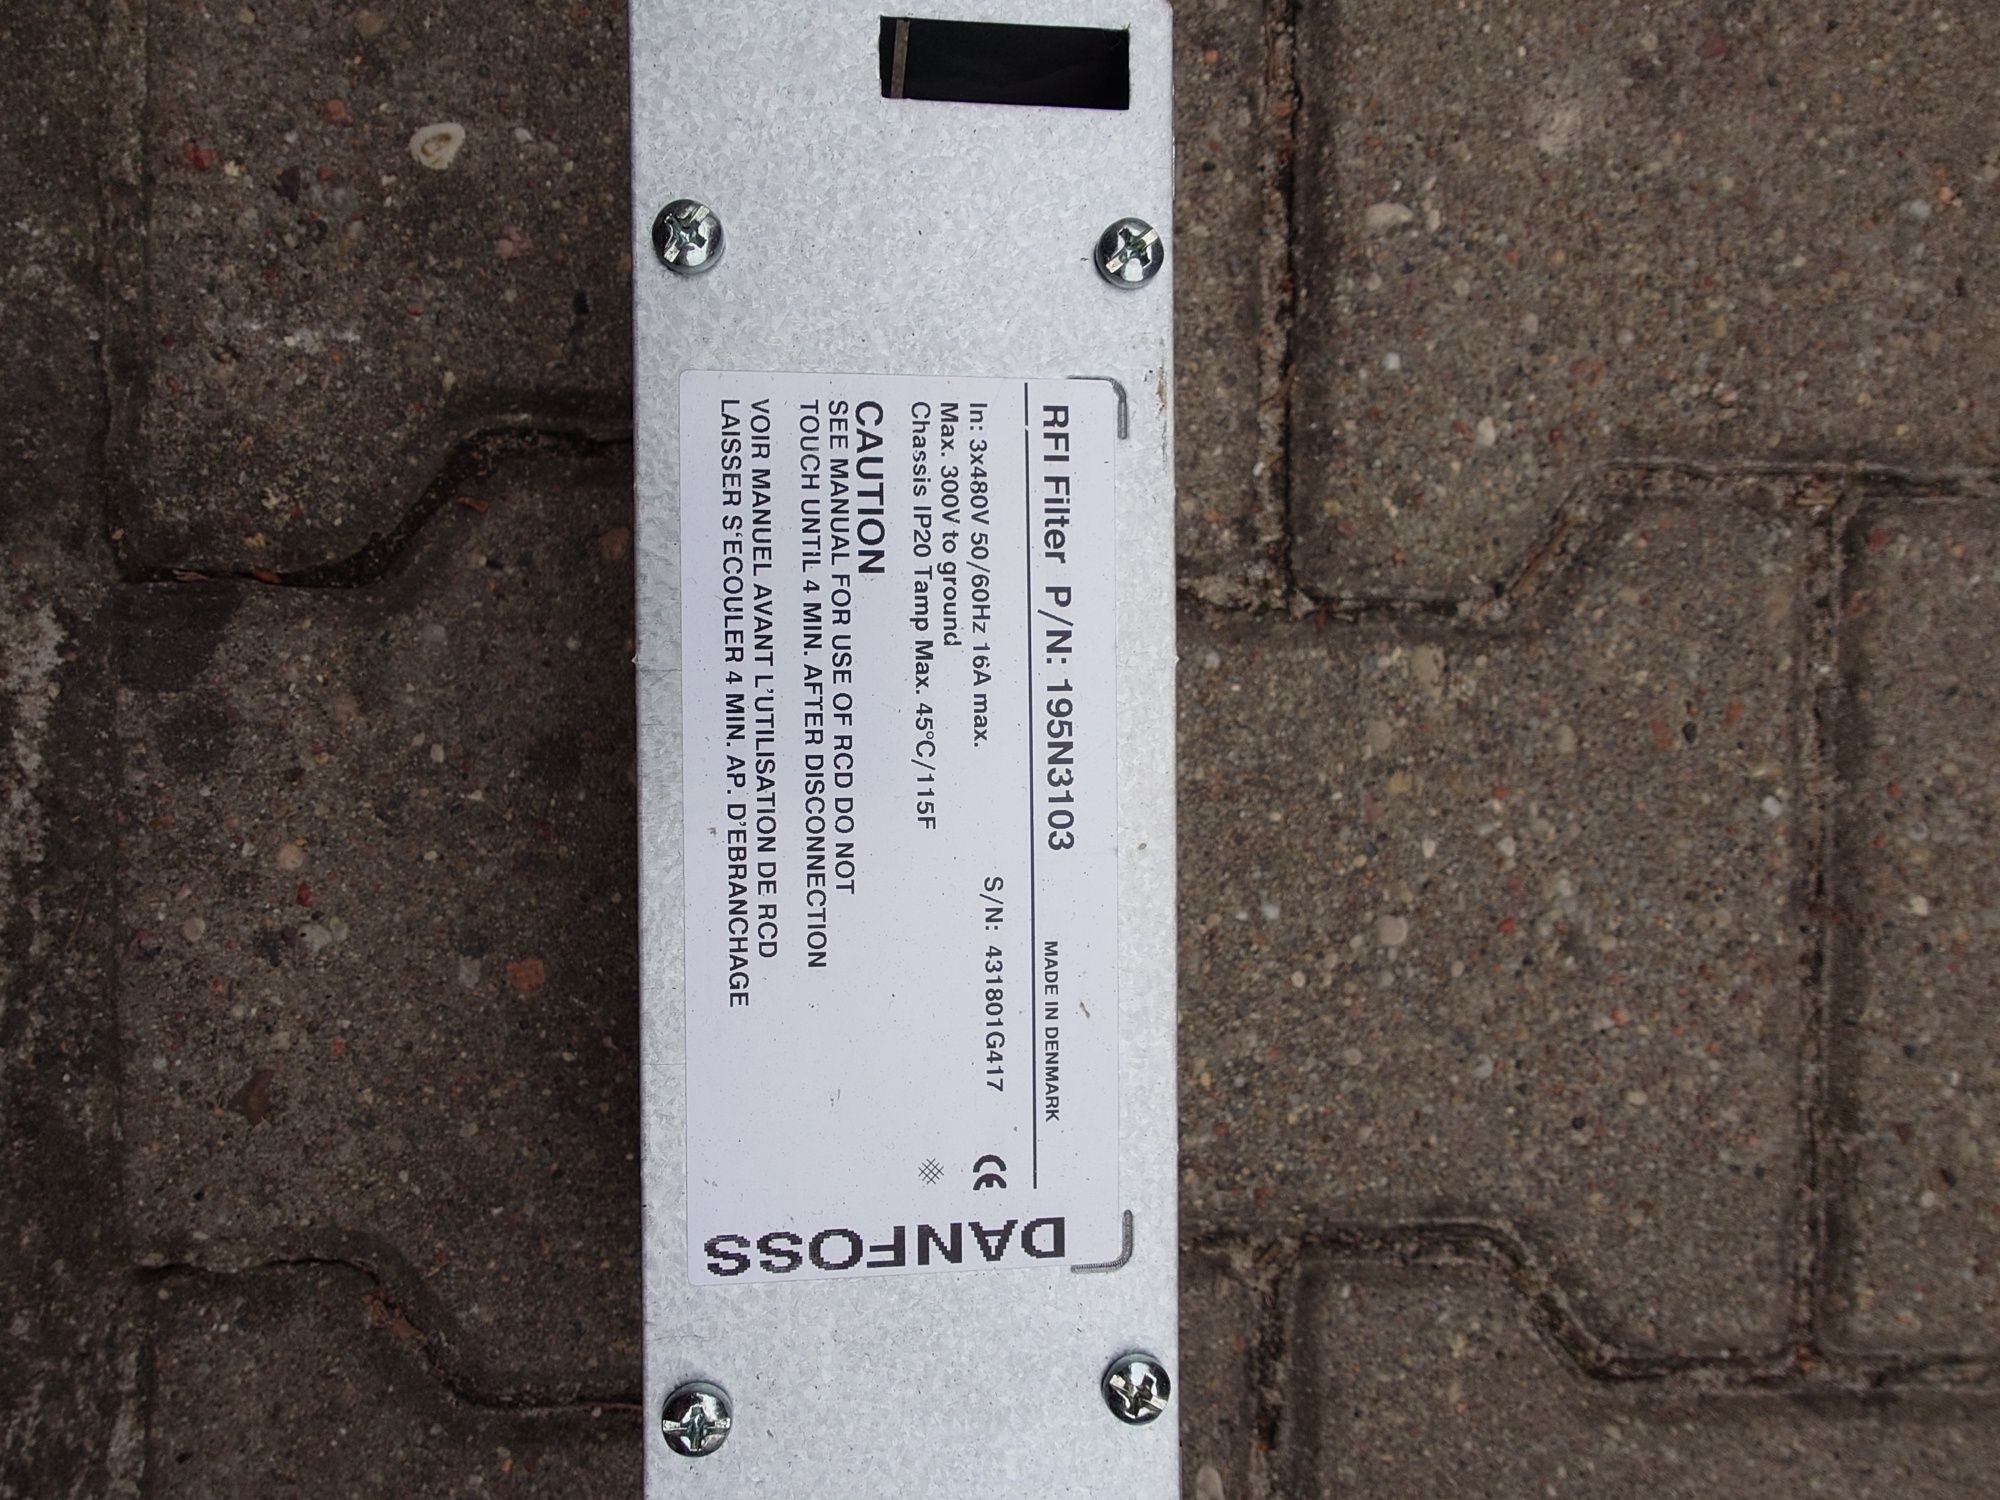 RFI Filter P/N: 195N3103 MADE IN DENMARK
In: 3x480V 50/60Hz 16A max. S/N: 431801G417 CE
Max. 300V to ground
Chassis IP20 Tamp Max. 45°C/115F
CAUTION
SEE MANUAL FOR USE OF RCD DO NOT
TOUCH UNTIL 4 MIN. AFTER DISCONNECTION
VOIR MANUEL AVANT L'UTILISATION DE RCD
LAISSER S'ECOULER 4 MIN. AP. D'EBRANCHAGE
DANFOSS